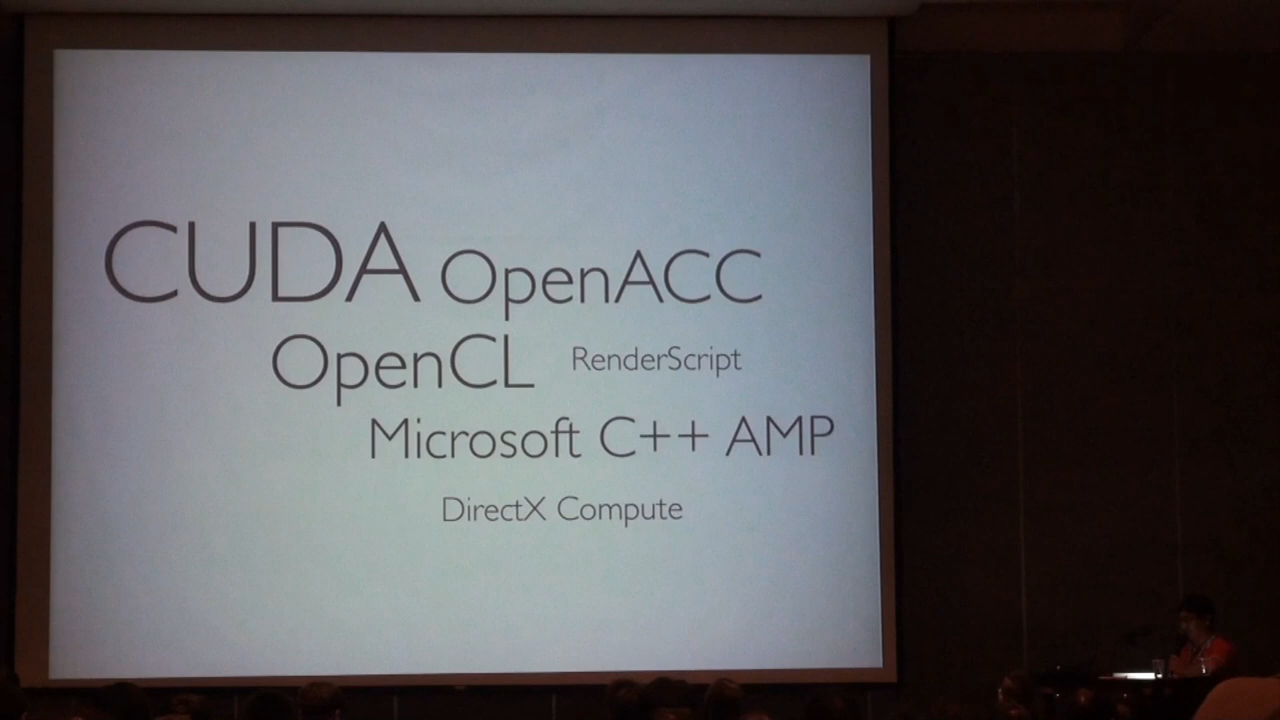 CUDA OpenACC
OpenCL RenderScript
Microsoft C++ AMP
DirectX Compute